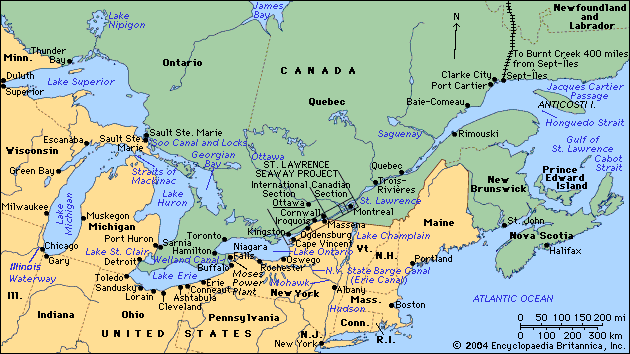 Newfoundland
and
Labrador
James
Bay
Lake
Nipigon
N
Minn.
Thunder
Bay
Ontario
To Burnt Creek 400 miles
from Sept-Îles
CANADA
Clarke City
Sept-Îles
Duluth
Lake Superior
Port Cartier
Jacques Cartier
Passage
Superior
Quebec
Baie-Comeau
ANTICOSTI I.
Honguedo Strait
Sault Ste. Marie
Escanaba
Sault Ste.
Marie
Soo Canal and Locks
Saguenay
Rimouski
Gulf of
St. Lawrence
Wisconsin
Georgian
Bay
Ottawa
ST. LAWRENCE
SEAWAY PROJECT
Quebec
Cabot
Strait
Green Bay
Straits of
Mackinac
International
Section
Canadian
Section
Trois-
Rivières
New
Brunswick
Prince
Edward
Island
Lake
Huron
Ottawa
St. Lawrence
Milwaukee
Lake
Michigan
Muskegon
Cornwall
Iroquois
Montreal
Massena
Maine
St. John
Michigan
Kingston
Ogdensburg
Lake Champlain
Nova Scotia
Port Huron
Toronto
Cape Vincent
Chicago
Lake St. Clair
Sarnia
Hamilton
Niagara
Falls
Lake Ontario
Vt.
N.H.
Halifax
Gary
Welland Canal
Oswego
Portland
Illinois
Waterway
Buffalo
Rochester
N.Y. State Barge Canal
(Erie Canal)
Toledo
Lake Erie
Moses
Power
Plant
Mohawk
Albany
Sandusky
Erie
Mass.
Boston
ATLANTIC OCEAN
Ill.
Lorain
Conneaut
Ashtabula
New York
Hudson
Indiana
Ohio
Cleveland
Pennsylvania
Conn.
0 50 100 150 200 mi
UNITED STATES
N.J.
R.I.
0 100 200 300 km
New York
© 2004 Encyclopaedia Britannica, Inc.